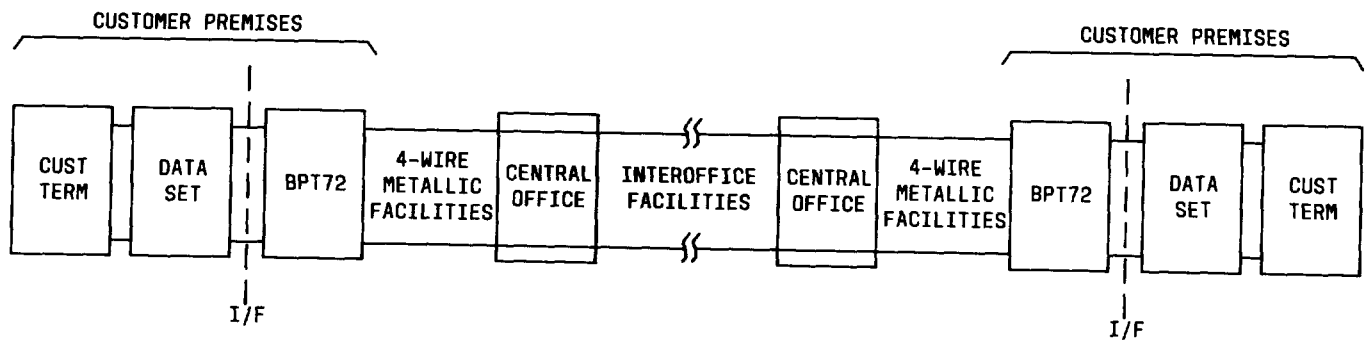 CUSTOMER PREMISES
CUSTOMER PREMISES
CUST
TERM
DATA
SET
BPT72
4-WIRE
METALLIC
FACILITIES
CENTRAL
OFFICE
INTEROFFICE
FACILITIES
CENTRAL
OFFICE
4-WIRE
METALLIC
FACILITIES
BPT72
DATA
SET
CUST
TERM
I/F
I/F